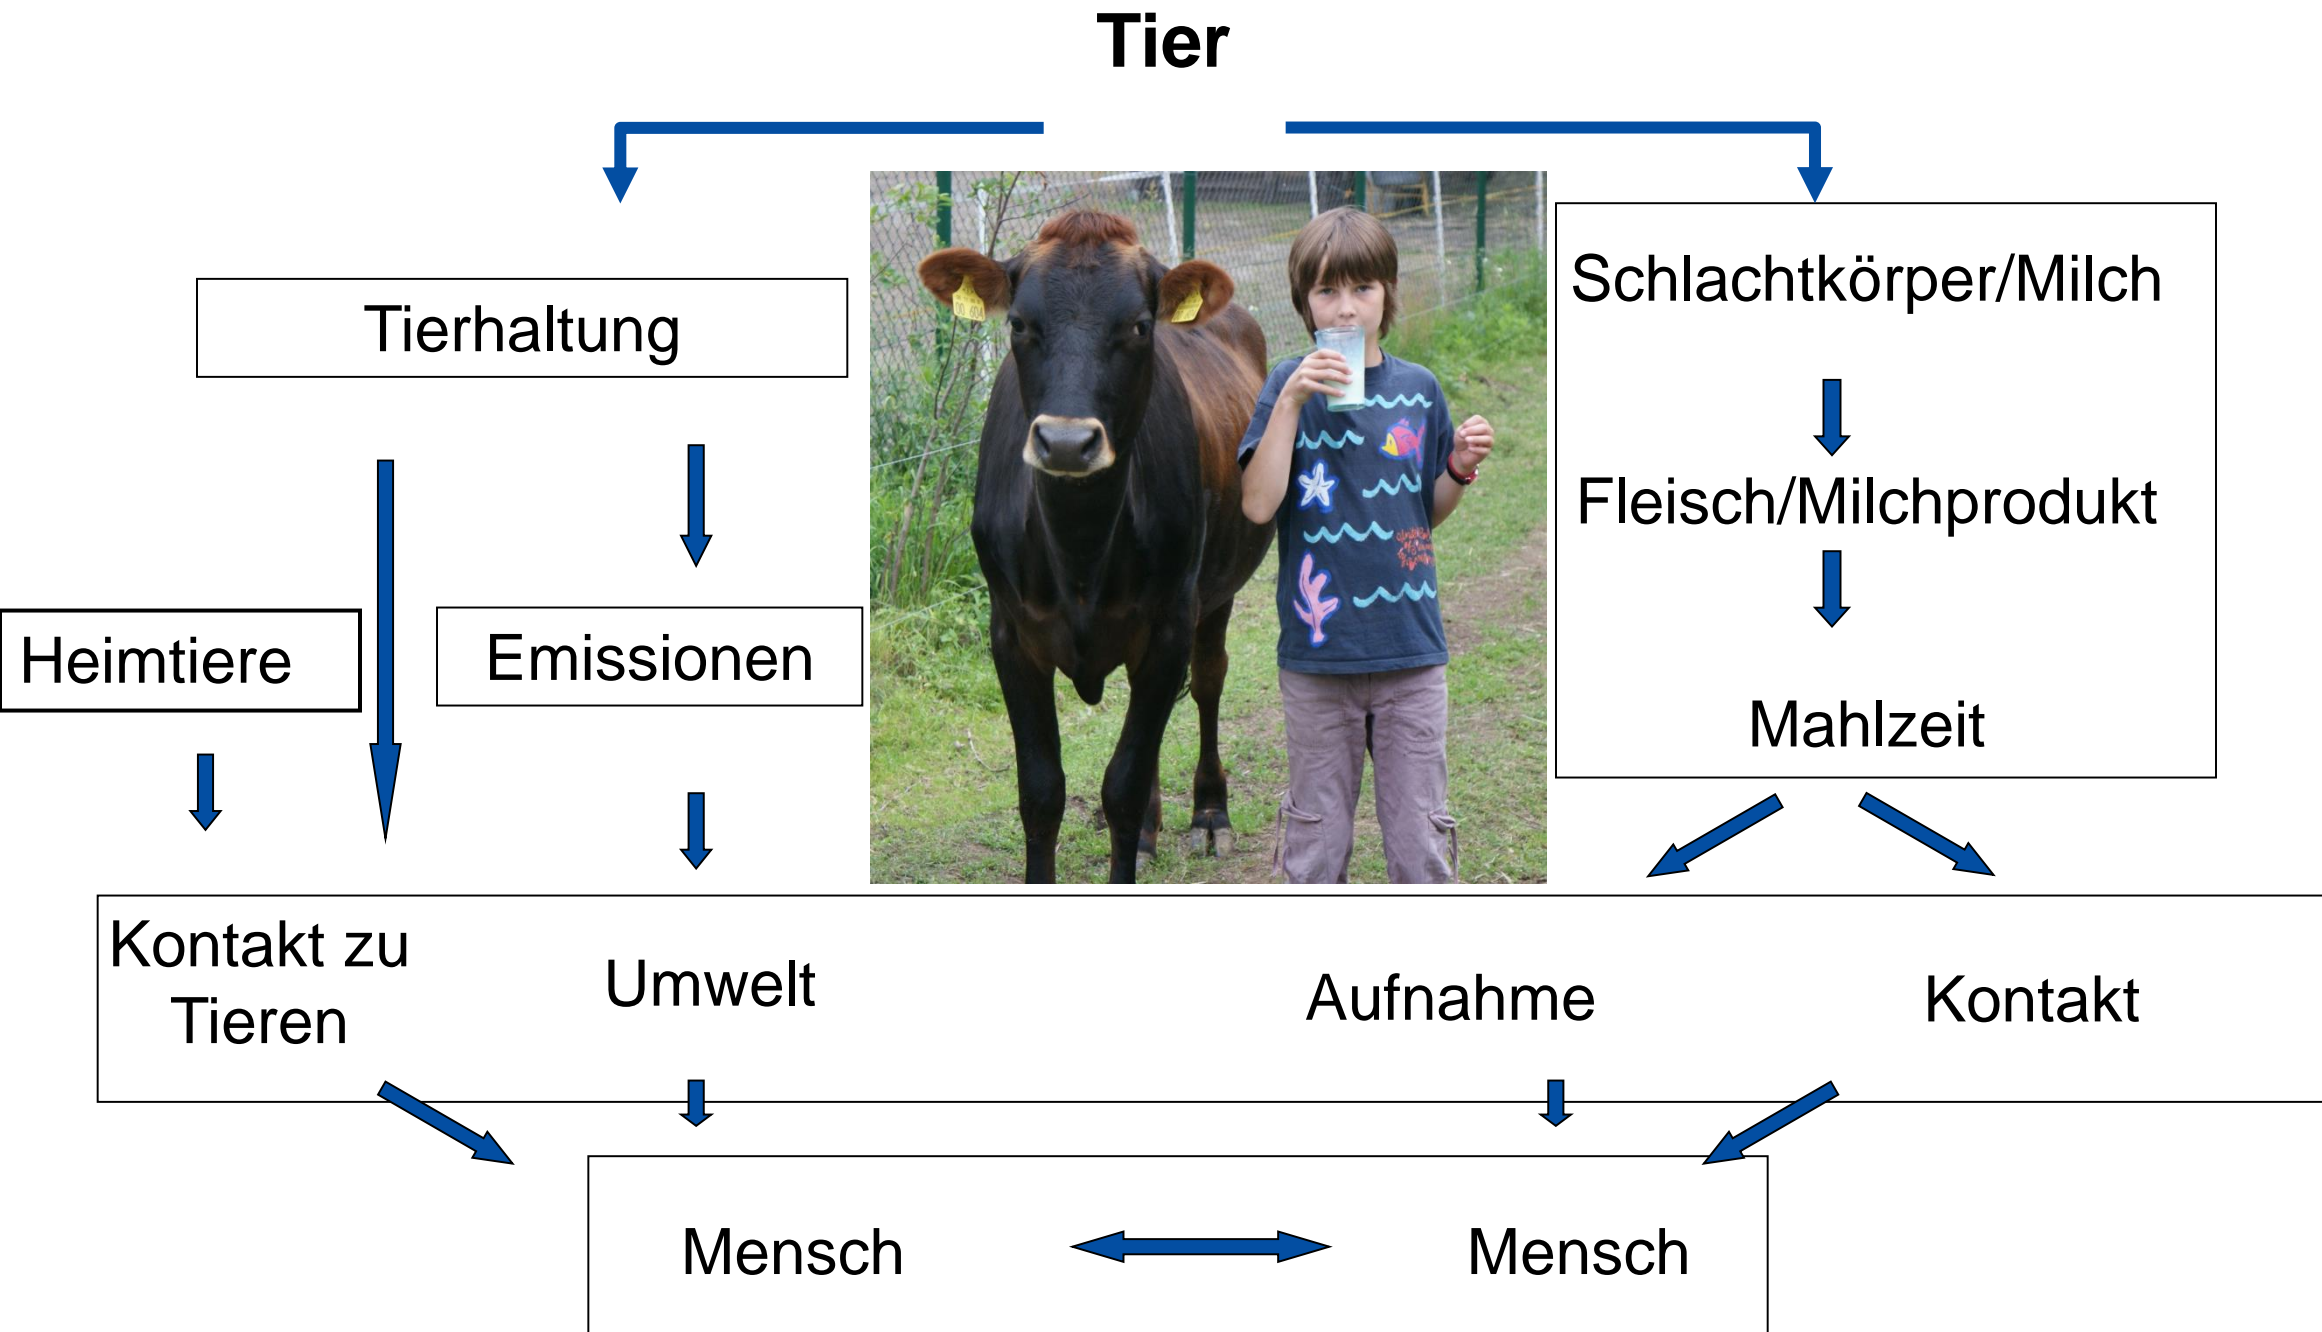 Tier
Tierhaltung
Schlachtkörper/Milch
Fleisch/Milchprodukt
Heimtiere
Emissionen
Mahlzeit
Kontakt zu
Tieren
Umwelt
Aufnahme
Kontakt
Mensch
Mensch